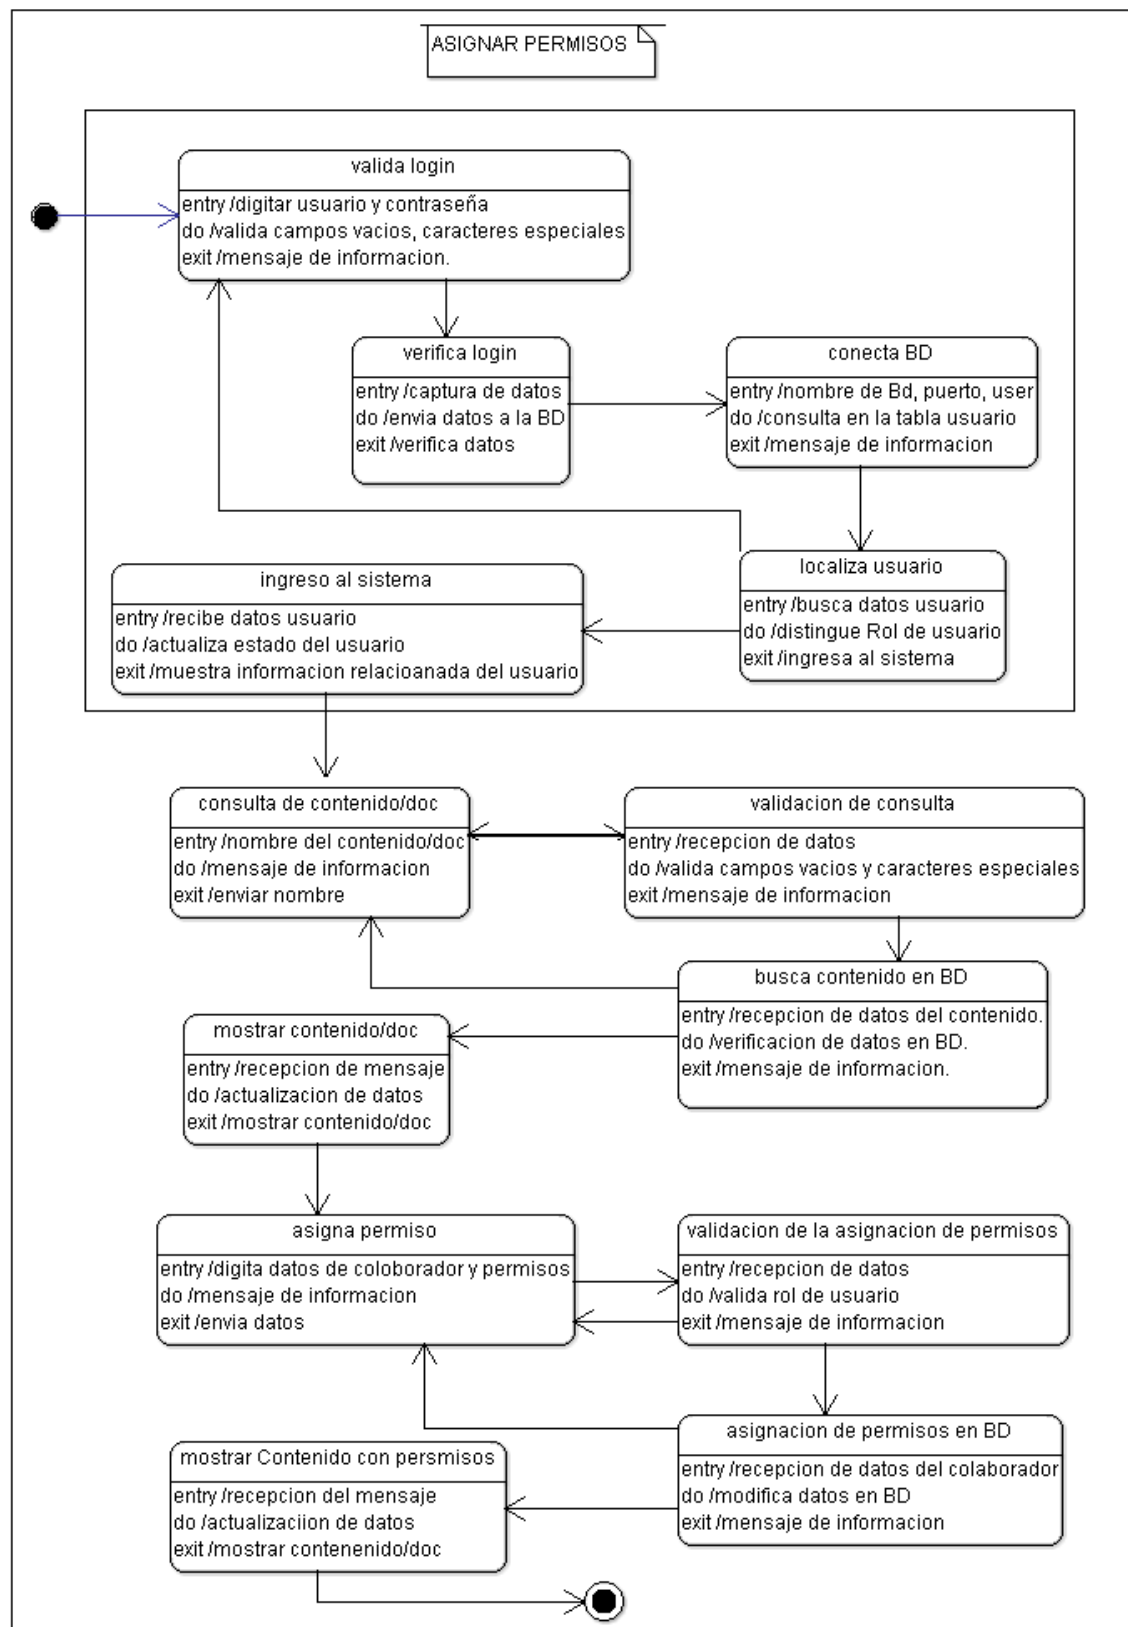 ASIGNAR PERMISOS
valida login
entry /digitar usuario y contraseña
do /valida campos vacios, caracteres especiales
exit /mensaje de informacion.
verifica login
entry /captura de datos
do /envia datos a la BD
exit /verifica datos
conecta BD
entry /nombre de Bd, puerto, user
do /consulta en la tabla usuario
exit /mensaje de informacion
localiza usuario
entry /busca datos usuario
do /distingue Rol de usuario
exit /ingresa al sistema
ingreso al sistema
entry /recibe datos usuario
do /actualiza estado del usuario
exit /muestra informacion relacioanada del usuario
consulta de contenido/doc
entry /nombre del contenido/doc
do /mensaje de informacion
exit /enviar nombre
validacion de consulta
entry /recepcion de datos
do /valida campos vacios y caracteres especiales
exit /mensaje de informacion
busca contenido en BD
entry /recepcion de datos del contenido.
do /verificacion de datos en BD.
exit /mensaje de informacion.
mostrar contenido/doc
entry /recepcion de mensaje
do /actualizacion de datos
exit /mostrar contenido/doc
asigna permiso
entry /digita datos de coloborador y permisos
do /mensaje de informacion
exit /envia datos
validacion de la asignacion de permisos
entry /recepcion de datos
do /valida rol de usuario
exit /mensaje de informacion
asignacion de permisos en BD
entry /recepcion de datos del colaborador
do /modifica datos en BD
exit /mensaje de informacion
mostrar Contenido con persmisos
entry /recepcion del mensaje
do /actualizaciion de datos
exit /mostrar contenenido/doc